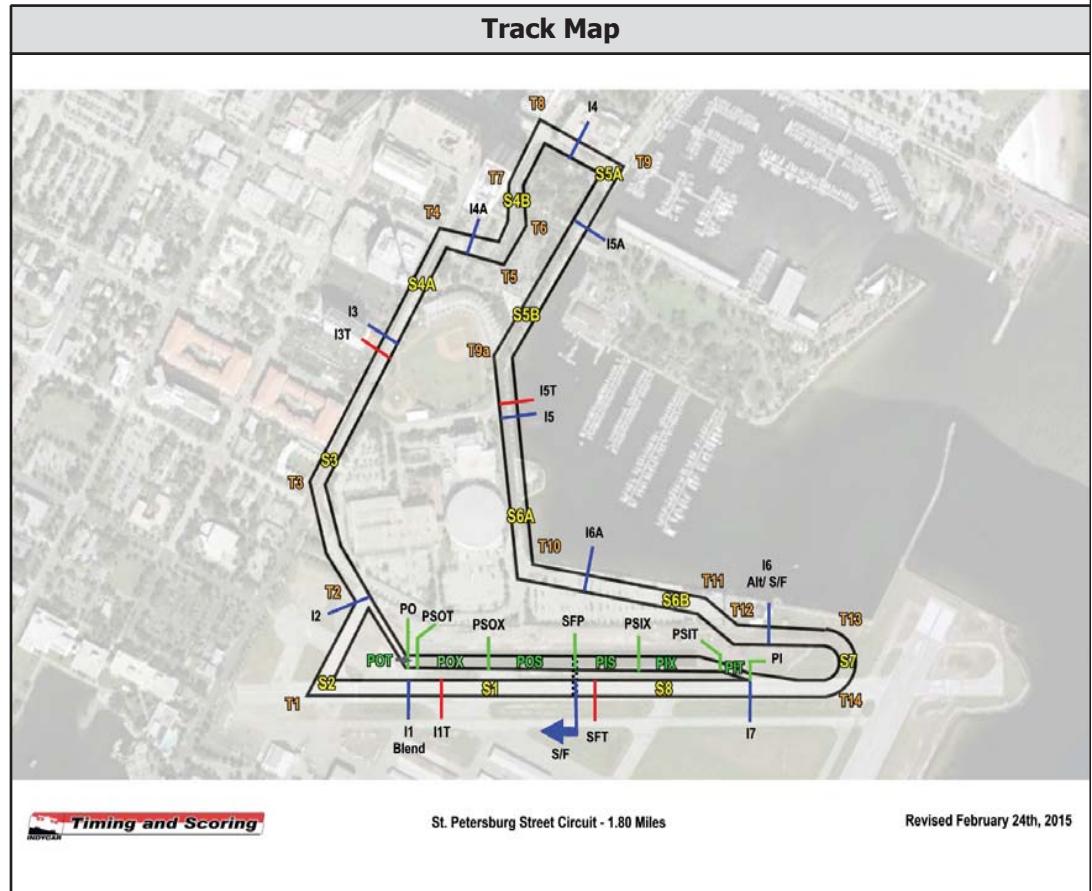 Track Map
T8
I4
T9
S5A
T7
S4B
I4A
T4
T6
I5A
T5
S4A
S5B
I3
I3T
T9a
I5T
I5
S3
T3
S6A
T10
I6A
I6
Alt/ S/F
T11
T12
S6B
T13
T2
I2
PO
PSOT
PSOX
SFP
PSIX
PSIT
PI
S7
POT
POX
POS
PIS
PIX
PIT
S2
S1
S8
T1
T14
I1
Blend
I1T
S/F
SFT
I7
INDYCAR
Timing and Scoring
St. Petersburg Street Circuit - 1.80 Miles
Revised February 24th, 2015